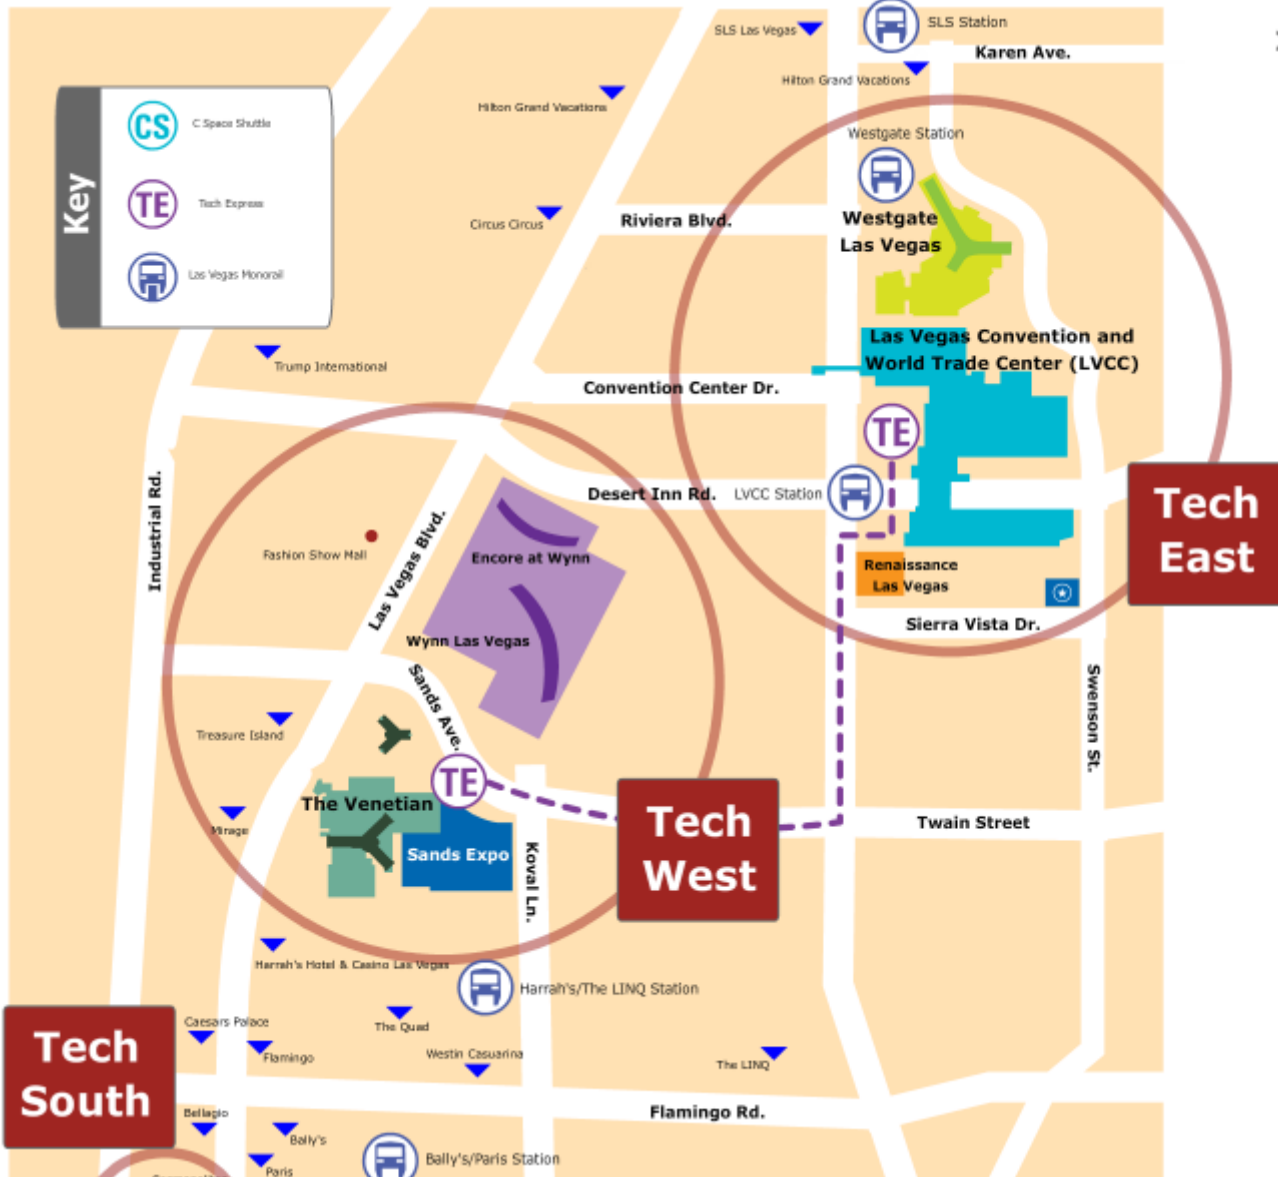 SLS Las Vegas
SLS Station
Karen Ave.
Hilton Grand Vacations
Hilton Grand Vacations
Key
CS
C Space Shuttle
TE
Tech Express
Las Vegas Monorail
Westgate Station
Circus Circus
Riviera Blvd.
Westgate
Las Vegas
Las Vegas Convention and
World Trade Center (LVCC)
Trump International
Convention Center Dr.
TE
Industrial Rd.
Desert Inn Rd.
LVCC Station
Tech
East
Las Vegas Blvd.
Fashion Show Mall
Encore at Wynn
Renaissance
Las Vegas
Sierra Vista Dr.
Wynn Las Vegas
Sands Ave.
Swenson St.
Treasure Island
TE
The Venetian
Mirage
Tech
West
Twain Street
Sands Expo
Koval Ln.
Harrah's Hotel & Casino Las Vegas
Harrah's/The LINQ Station
Caesars Palace
The Quad
Tech
South
Flamingo
Westin Casuarina
The LINQ
Bellagio
Flamingo Rd.
Bally's
Bally's/Paris Station
Paris